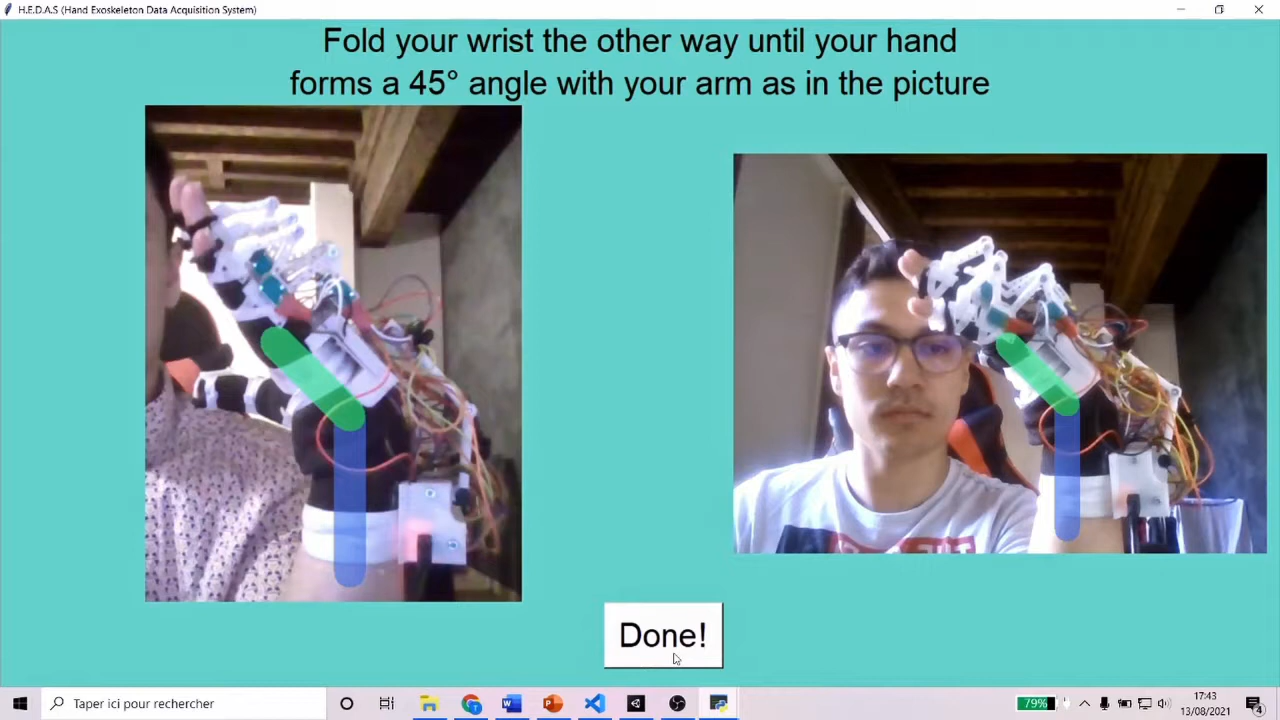 H.E.D.A.S (Hand Exoskeleton Data Acquisition System)
Fold your wrist the other way until your hand
forms a 45° angle with your arm as in the picture
Done!
Taper ici pour rechercher
79%
17:43
13/08/2021
4